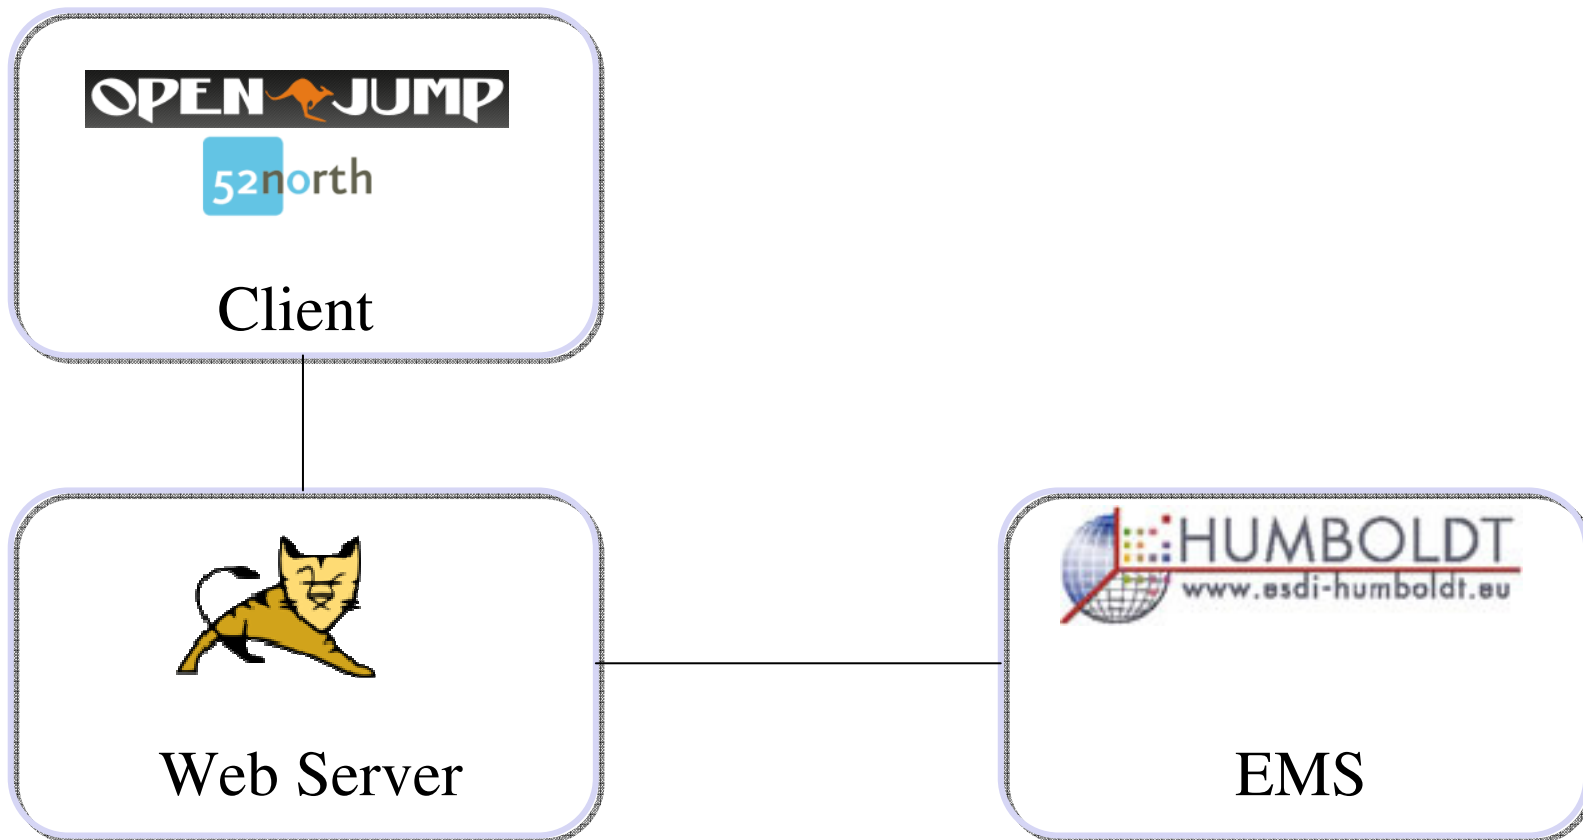 OPEN JUMP
52north
Client
Web Server
HUMBOLDT
www.esdi-humboldt.eu
EMS